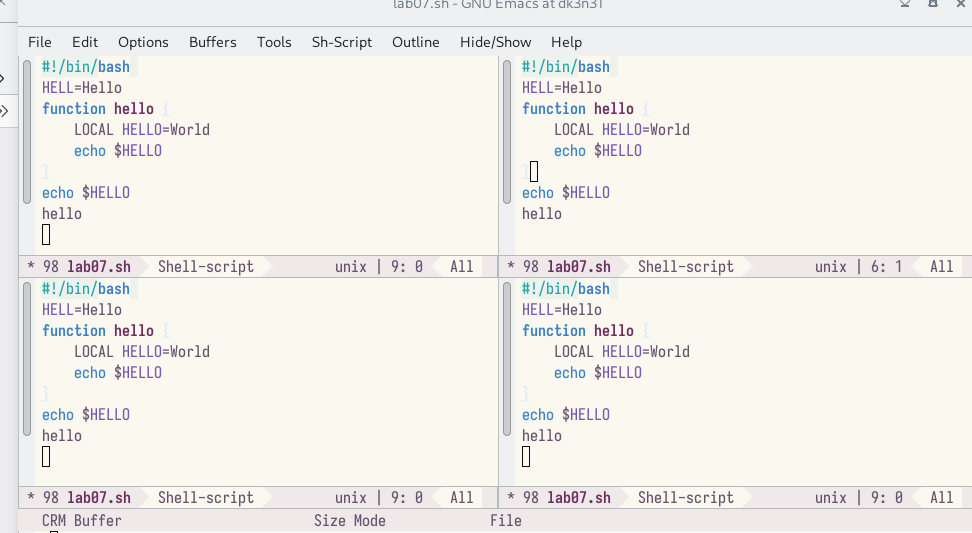 lab07.sh - GNU Emacs at dk3n31
File Edit Options Buffers Tools Sh-Script Outline Hide/Show Help
#!/bin/bash
HELL=Hello
function hello {
    LOCAL HELLO=World
    echo $HELLO
}
echo $HELLO
hello
* 98 lab07.sh Shell-script unix | 9: 0 All
#!/bin/bash
HELL=Hello
function hello {
    LOCAL HELLO=World
    echo $HELLO
}
echo $HELLO
hello
* 98 lab07.sh Shell-script unix | 6: 1 All
#!/bin/bash
HELL=Hello
function hello {
    LOCAL HELLO=World
    echo $HELLO
}
echo $HELLO
hello
* 98 lab07.sh Shell-script unix | 9: 0 All
#!/bin/bash
HELL=Hello
function hello {
    LOCAL HELLO=World
    echo $HELLO
}
echo $HELLO
hello
* 98 lab07.sh Shell-script unix | 9: 0 All
CRM Buffer Size Mode File